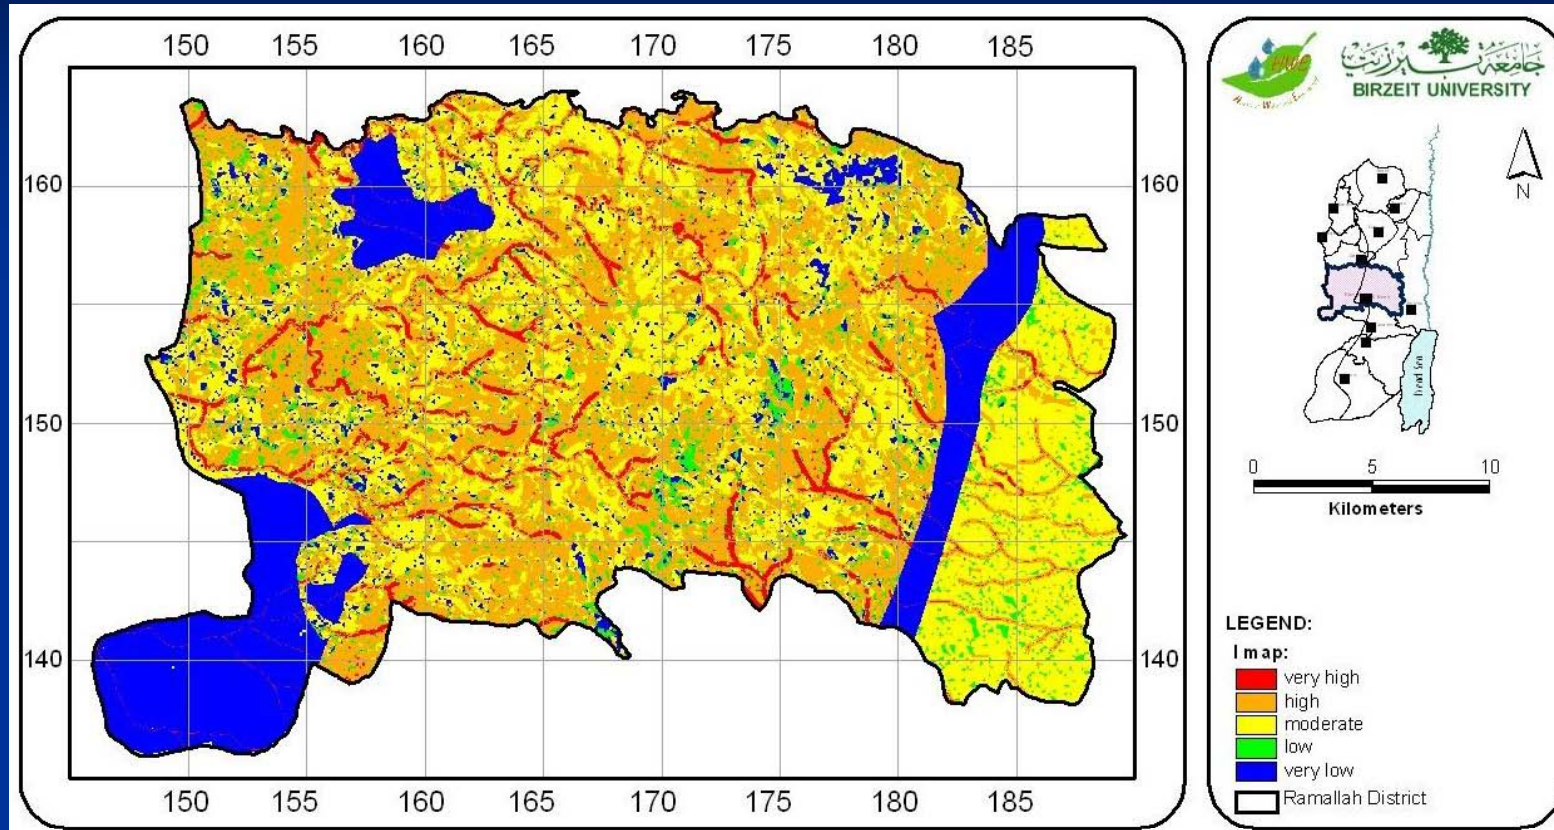 150 155 160 165 170 175 180 185
160 160
150 150
140 140
150 155 160 165 170 175 180 185
جامعة بيرزيت
BIRZEIT UNIVERSITY
N
Dead Sea
0 5 10
Kilometers
LEGEND:
I map:
very high
high
moderate
low
very low
Ramallah District